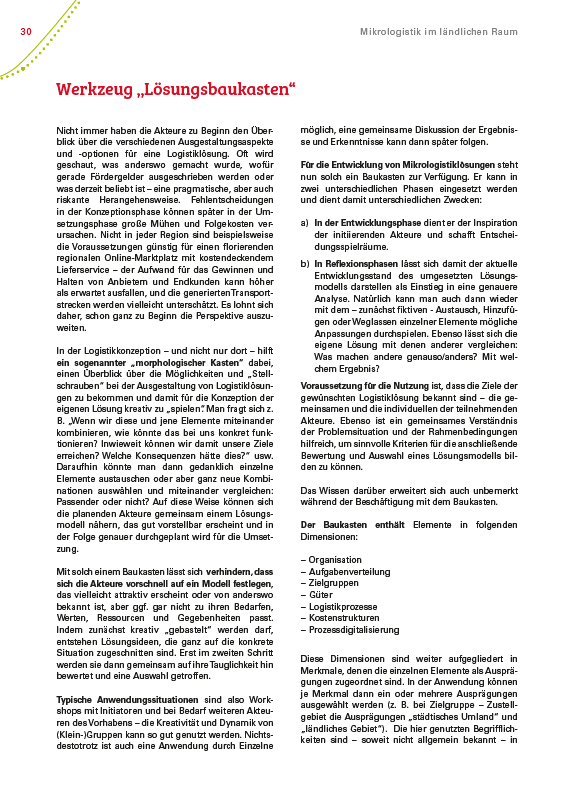 30
Mikrologistik im ländlichen Raum
Werkzeug „Lösungsbaukasten“
Nicht immer haben die Akteure zu Beginn den Über-
blick über die verschiedenen Ausgestaltungsaspekte
und -optionen für eine Logistiklösung. Oft wird
geschaut, was anderswo gemacht wurde, wofür
gerade Fördergelder ausgeschrieben werden oder
was derzeit beliebt ist – eine pragmatische, aber auch
riskante Herangehensweise. Fehlentscheidungen
in der Konzeptionsphase können später in der Um-
setzungsphase große Mühen und Folgekosten ver-
ursachen. Nicht in jeder Region sind beispielsweise
die Voraussetzungen günstig für einen florierenden
regionalen Online-Marktplatz mit kostendeckendem
Lieferservice – der Aufwand für das Gewinnen und
Halten von Anbietern und Endkunden kann höher
als erwartet ausfallen, und die generierten Transport-
strecken werden vielleicht unterschätzt. Es lohnt sich
daher, schon ganz zu Beginn die Perspektive auszu-
weiten.
In der Logistikkonzeption – und nicht nur dort – hilft
ein sogenannter „morphologischer Kasten“ dabei,
einen Überblick über die Möglichkeiten und „Stell-
schrauben“ bei der Ausgestaltung von Logistiklösun-
gen zu bekommen und damit für die Konzeption der
eigenen Lösung kreativ zu „spielen“. Man fragt sich z.
B. „Wenn wir diese und jene Elemente miteinander
kombinieren, wie könnte das bei uns konkret funk-
tionieren? Inwieweit können wir damit unsere Ziele
erreichen? Welche Konsequenzen hätte dies?“ usw.
Daraufhin könnte man dann gedanklich einzelne
Elemente austauschen oder aber ganz neue Kombi-
nationen auswählen und miteinander vergleichen:
Passender oder nicht? Auf diese Weise können sich
die planenden Akteure gemeinsam einem Lösungs-
modell nähern, das gut vorstellbar erscheint und in
der Folge genauer durchgeplant wird für die Umset-
zung.
Mit solch einem Baukasten lässt sich verhindern, dass
sich die Akteure vorschnell auf ein Modell festlegen,
das vielleicht attraktiv erscheint oder von anderswo
bekannt ist, aber ggf. gar nicht zu ihren Bedarfen,
Werten, Ressourcen und Gegebenheiten passt.
Indem zunächst kreativ „gebastelt“ werden darf,
entstehen Lösungsideen, die ganz auf die konkrete
Situation zugeschnitten sind. Erst im zweiten Schritt
werden sie dann gemeinsam auf ihre Tauglichkeit hin
bewertet und eine Auswahl getroffen.
Typische Anwendungssituationen sind also Work-
shops mit Initiatoren und bei Bedarf weiteren Akteu-
ren des Vorhabens – die Kreativität und Dynamik von
(Klein-)Gruppen kann so gut genutzt werden. Nichts-
destotrotz ist auch eine Anwendung durch Einzelne
möglich, eine gemeinsame Diskussion der Ergebnis-
se und Erkenntnisse kann dann später folgen.
Für die Entwicklung von Mikrologistiklösungen steht
nun solch ein Baukasten zur Verfügung. Er kann in
zwei unterschiedlichen Phasen eingesetzt werden
und dient damit unterschiedlichen Zwecken:
a) In der Entwicklungsphase dient er der Inspiration
der initiierenden Akteure und schafft Entschei-
dungsspielräume.
b) In Reflexionsphasen lässt sich damit der aktuelle
Entwicklungsstand des umgesetzten Lösungs-
modells darstellen als Einstieg in eine genauere
Analyse. Natürlich kann man auch dann wieder
mit dem – zunächst fiktiven - Austausch, Hinzufü-
gen oder Weglassen einzelner Elemente mögliche
Anpassungen durchspielen. Ebenso lässt sich die
eigene Lösung mit denen anderer vergleichen:
Was machen andere genauso/anders? Mit wel-
chem Ergebnis?
Voraussetzung für die Nutzung ist, dass die Ziele der
gewünschten Logistiklösung bekannt sind – die ge-
meinsamen und die individuellen der teilnehmenden
Akteure. Ebenso ist ein gemeinsames Verständnis
der Problemsituation und der Rahmenbedingungen
hilfreich, um sinnvolle Kriterien für die anschließende
Bewertung und Auswahl eines Lösungsmodells bil-
den zu können.
Das Wissen darüber erweitert sich auch unbemerkt
während der Beschäftigung mit dem Baukasten.
Der Baukasten enthält Elemente in folgenden
Dimensionen:
– Organisation
– Aufgabenverteilung
– Zielgruppen
– Güter
– Logistikprozesse
– Kostenstrukturen
– Prozessdigitalisierung
Diese Dimensionen sind weiter aufgegliedert in
Merkmale, denen die einzelnen Elemente als Ausprä-
gungen zugeordnet sind. In der Anwendung können
je Merkmal dann ein oder mehrere Ausprägungen
ausgewählt werden (z. B. bei Zielgruppe – Zustell-
gebiet die Ausprägungen „städtisches Umland“ und
„ländliches Gebiet“). Die hier genutzten Begrifflich-
keiten sind – soweit nicht allgemein bekannt – in